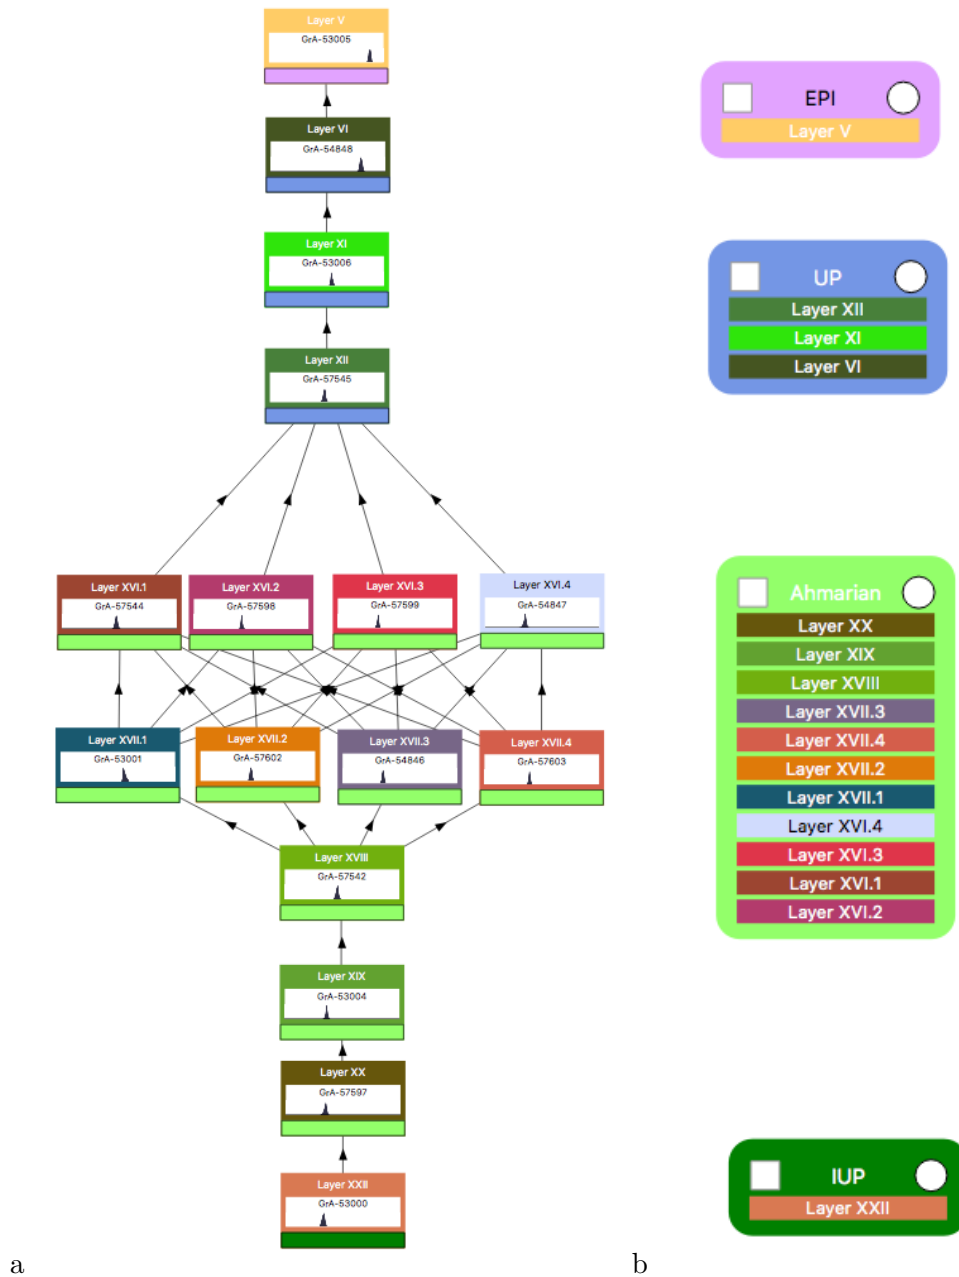 Layer V
GrA-53005
Layer VI
GrA-54848
Layer XI
GrA-53006
Layer XII
GrA-57545
Layer XVI.1
GrA-57544
Layer XVI.2
GrA-57598
Layer XVI.3
GrA-57599
Layer XVI.4
GrA-54847
Layer XVII.1
GrA-53001
Layer XVII.2
GrA-57602
Layer XVII.3
GrA-54846
Layer XVII.4
GrA-57603
Layer XVIII
GrA-57542
Layer XIX
GrA-53004
Layer XX
GrA-57597
Layer XXII
GrA-53000
a
EPI
Layer V
UP
Layer XII
Layer XI
Layer VI
Ahmarian
Layer XX
Layer XIX
Layer XVIII
Layer XVII.3
Layer XVII.4
Layer XVII.2
Layer XVII.1
Layer XVI.4
Layer XVI.3
Layer XVI.1
Layer XVI.2
IUP
Layer XXII
b